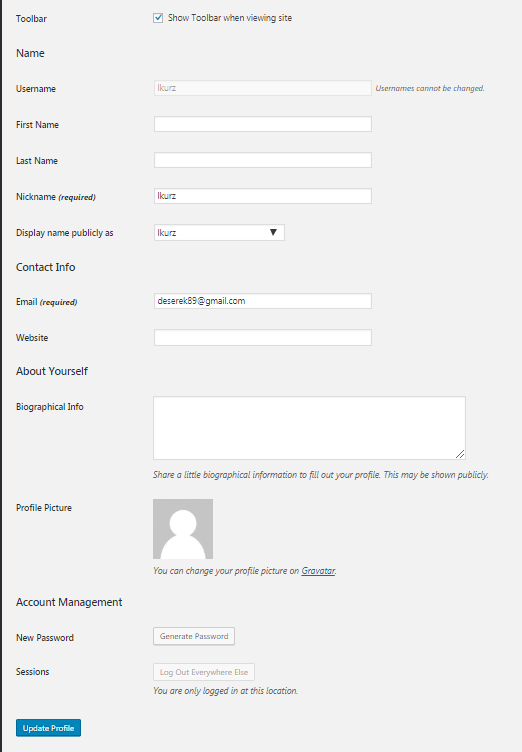 Toolbar Show Toolbar when viewing site
Name
Username lkurz Usernames cannot be changed.
First Name
Last Name
Nickname (required) lkurz
Display name publicly as lkurz
Contact Info
Email (required) deserek89@gmail.com
Website
About Yourself
Biographical Info
Share a little biographical information to fill out your profile. This may be shown publicly.
Profile Picture
You can change your profile picture on Gravatar.
Account Management
New Password Generate Password
Sessions Log Out Everywhere Else
You are only logged in at this location.
Update Profile